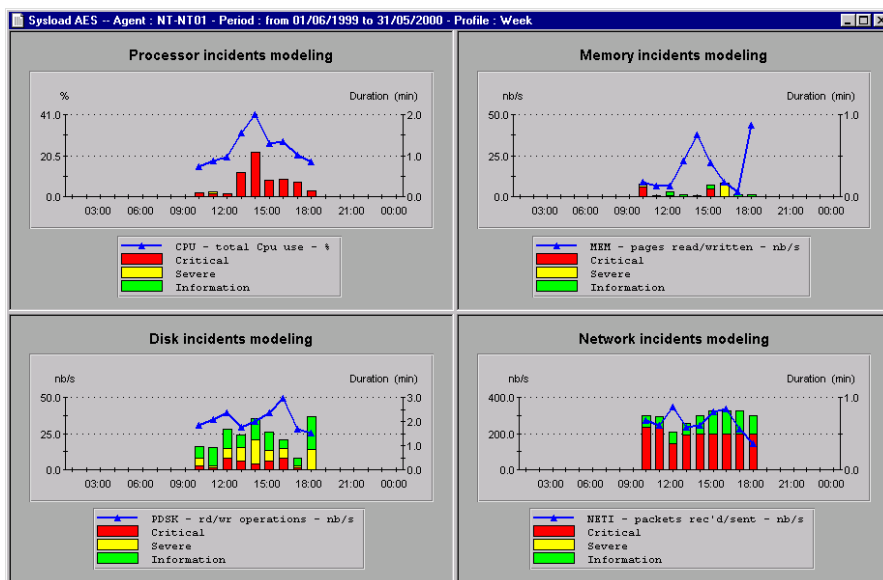 Sysload AES -- Agent : NT-NT01 - Period : from 01/06/1999 to 31/05/2000 - Profile : Week
Processor incidents modeling
% Duration (min)
41.0 2.0
20.5 1.0
0.0 0.0
03:00 06:00 09:00 12:00 15:00 18:00 21:00 00:00
CPU - total Cpu use - %
Critical
Severe
Information
Memory incidents modeling
nb/s Duration (min)
50.0 1.0
25.0
0.0 0.0
03:00 06:00 09:00 12:00 15:00 18:00 21:00 00:00
MEM - pages read/written - nb/s
Critical
Severe
Information
Disk incidents modeling
nb/s Duration (min)
50.0 3.0
25.0 1.5
0.0 0.0
03:00 06:00 09:00 12:00 15:00 18:00 21:00 00:00
PDSK - rd/wr operations - nb/s
Critical
Severe
Information
Network incidents modeling
nb/s Duration (min)
400.0 1.0
200.0
0.0 0.0
03:00 06:00 09:00 12:00 15:00 18:00 21:00 00:00
NETI - packets rec'd/sent - nb/s
Critical
Severe
Information